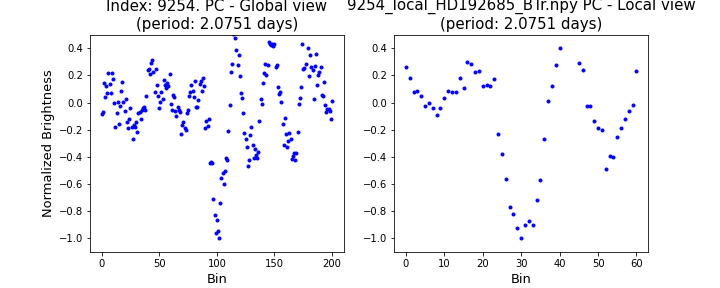 Index: 9254. PC - Global view
(period: 2.0751 days)
9254_local_HD192685_BTr.npy PC - Local view
(period: 2.0751 days)
Normalized Brightness
0.4
0.2
0.0
−0.2
−0.4
−0.6
−0.8
−1.0
0 50 100 150 200
Bin
0.4
0.2
0.0
−0.2
−0.4
−0.6
−0.8
−1.0
0 10 20 30 40 50 60
Bin